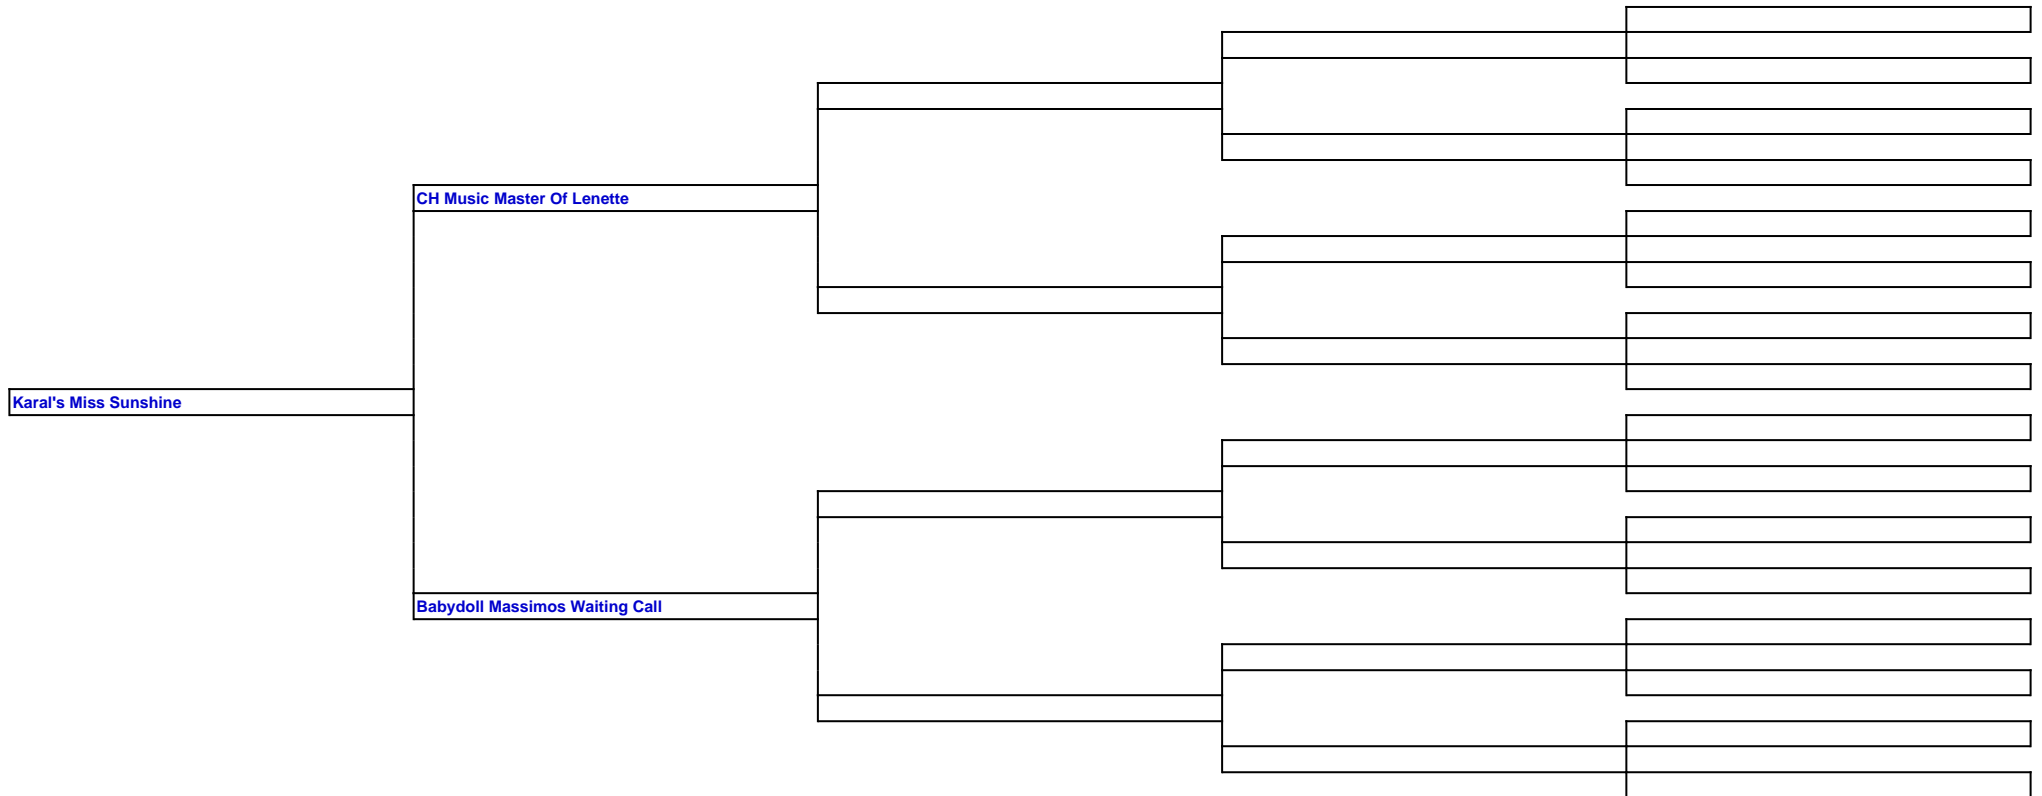 CH Music Master Of Lenette
Karal's Miss Sunshine
Babydoll Massimos Waiting Call